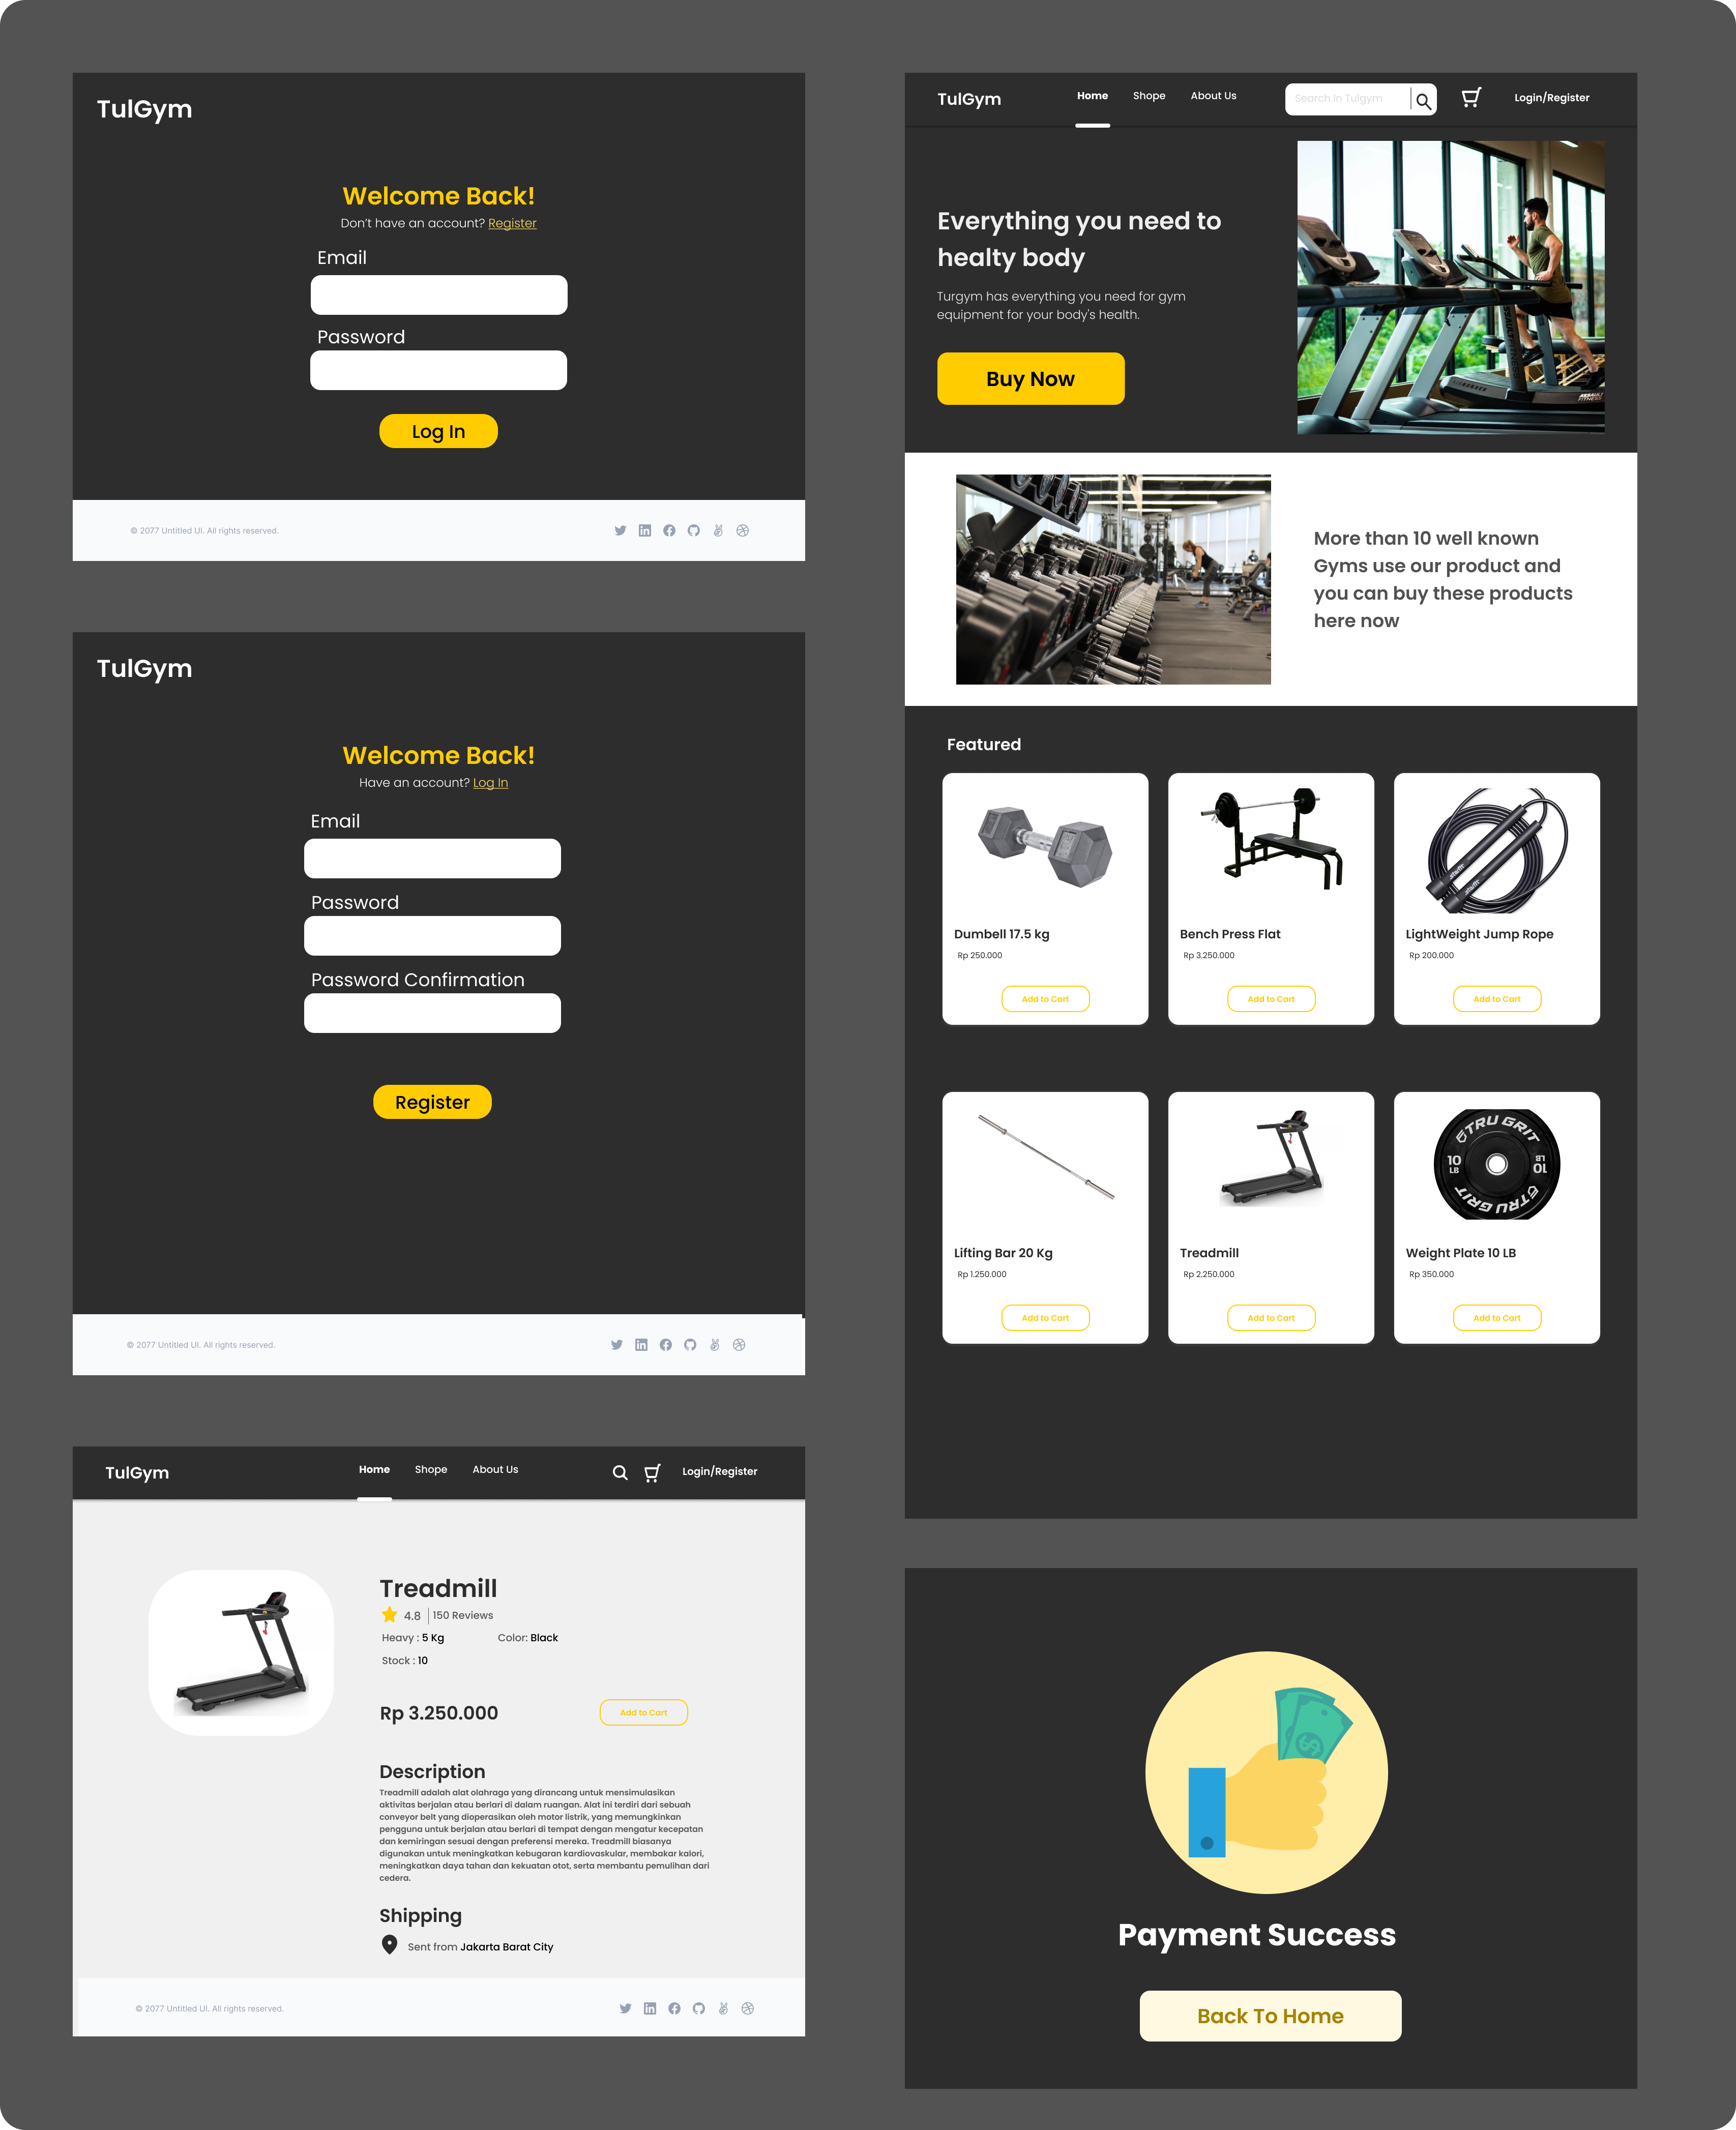 TulGym
Welcome Back!
Don't have an account? Register
Email
Password
Log In
© 2077 Untitled UI. All rights reserved.
TulGym
Welcome Back!
Have an account? Log In
Email
Password
Password Confirmation
Register
© 2077 Untitled UI. All rights reserved.
TulGym
Home Shope About Us Login/Register
Treadmill
4.8 150 Reviews
Heavy : 5 Kg Color: Black
Stock : 10
Rp 3.250.000 Add to Cart
Description
Treadmill adalah alat olahraga yang dirancang untuk mensimulasikan
aktivitas berjalan atau berlari di dalam ruangan. Alat ini terdiri dari sebuah
conveyor belt yang dioperasikan oleh motor listrik, yang memungkinkan
pengguna untuk berjalan atau berlari di tempat dengan mengatur kecepatan
dan kemiringan sesuai dengan preferensi mereka. Treadmill biasanya
digunakan untuk meningkatkan kebugaran kardiovaskular, membakar kalori,
meningkatkan daya tahan dan kekuatan otot, serta membantu pemulihan dari
cedera.
Shipping
Sent from Jakarta Barat City
© 2077 Untitled UI. All rights reserved.
TulGym
Home Shope About Us Search In Tulgym Login/Register
Everything you need to
healty body
Turgym has everything you need for gym
equipment for your body's health.
Buy Now
ASSAULT FITNESS
ASSAULT
FITNESS
More than 10 well known
Gyms use our product and
you can buy these products
here now
Featured
Dumbell 17.5 kg
Rp 250.000
Add to Cart
Bench Press Flat
Rp 3.250.000
Add to Cart
LightWeight Jump Rope
Rp 200.000
Add to Cart
Lifting Bar 20 Kg
Rp 1.250.000
Add to Cart
Treadmill
Rp 2.250.000
Add to Cart
TRU GRIT
10 LB
10 LB
TRU GRIT
Weight Plate 10 LB
Rp 350.000
Add to Cart
Payment Success
Back To Home